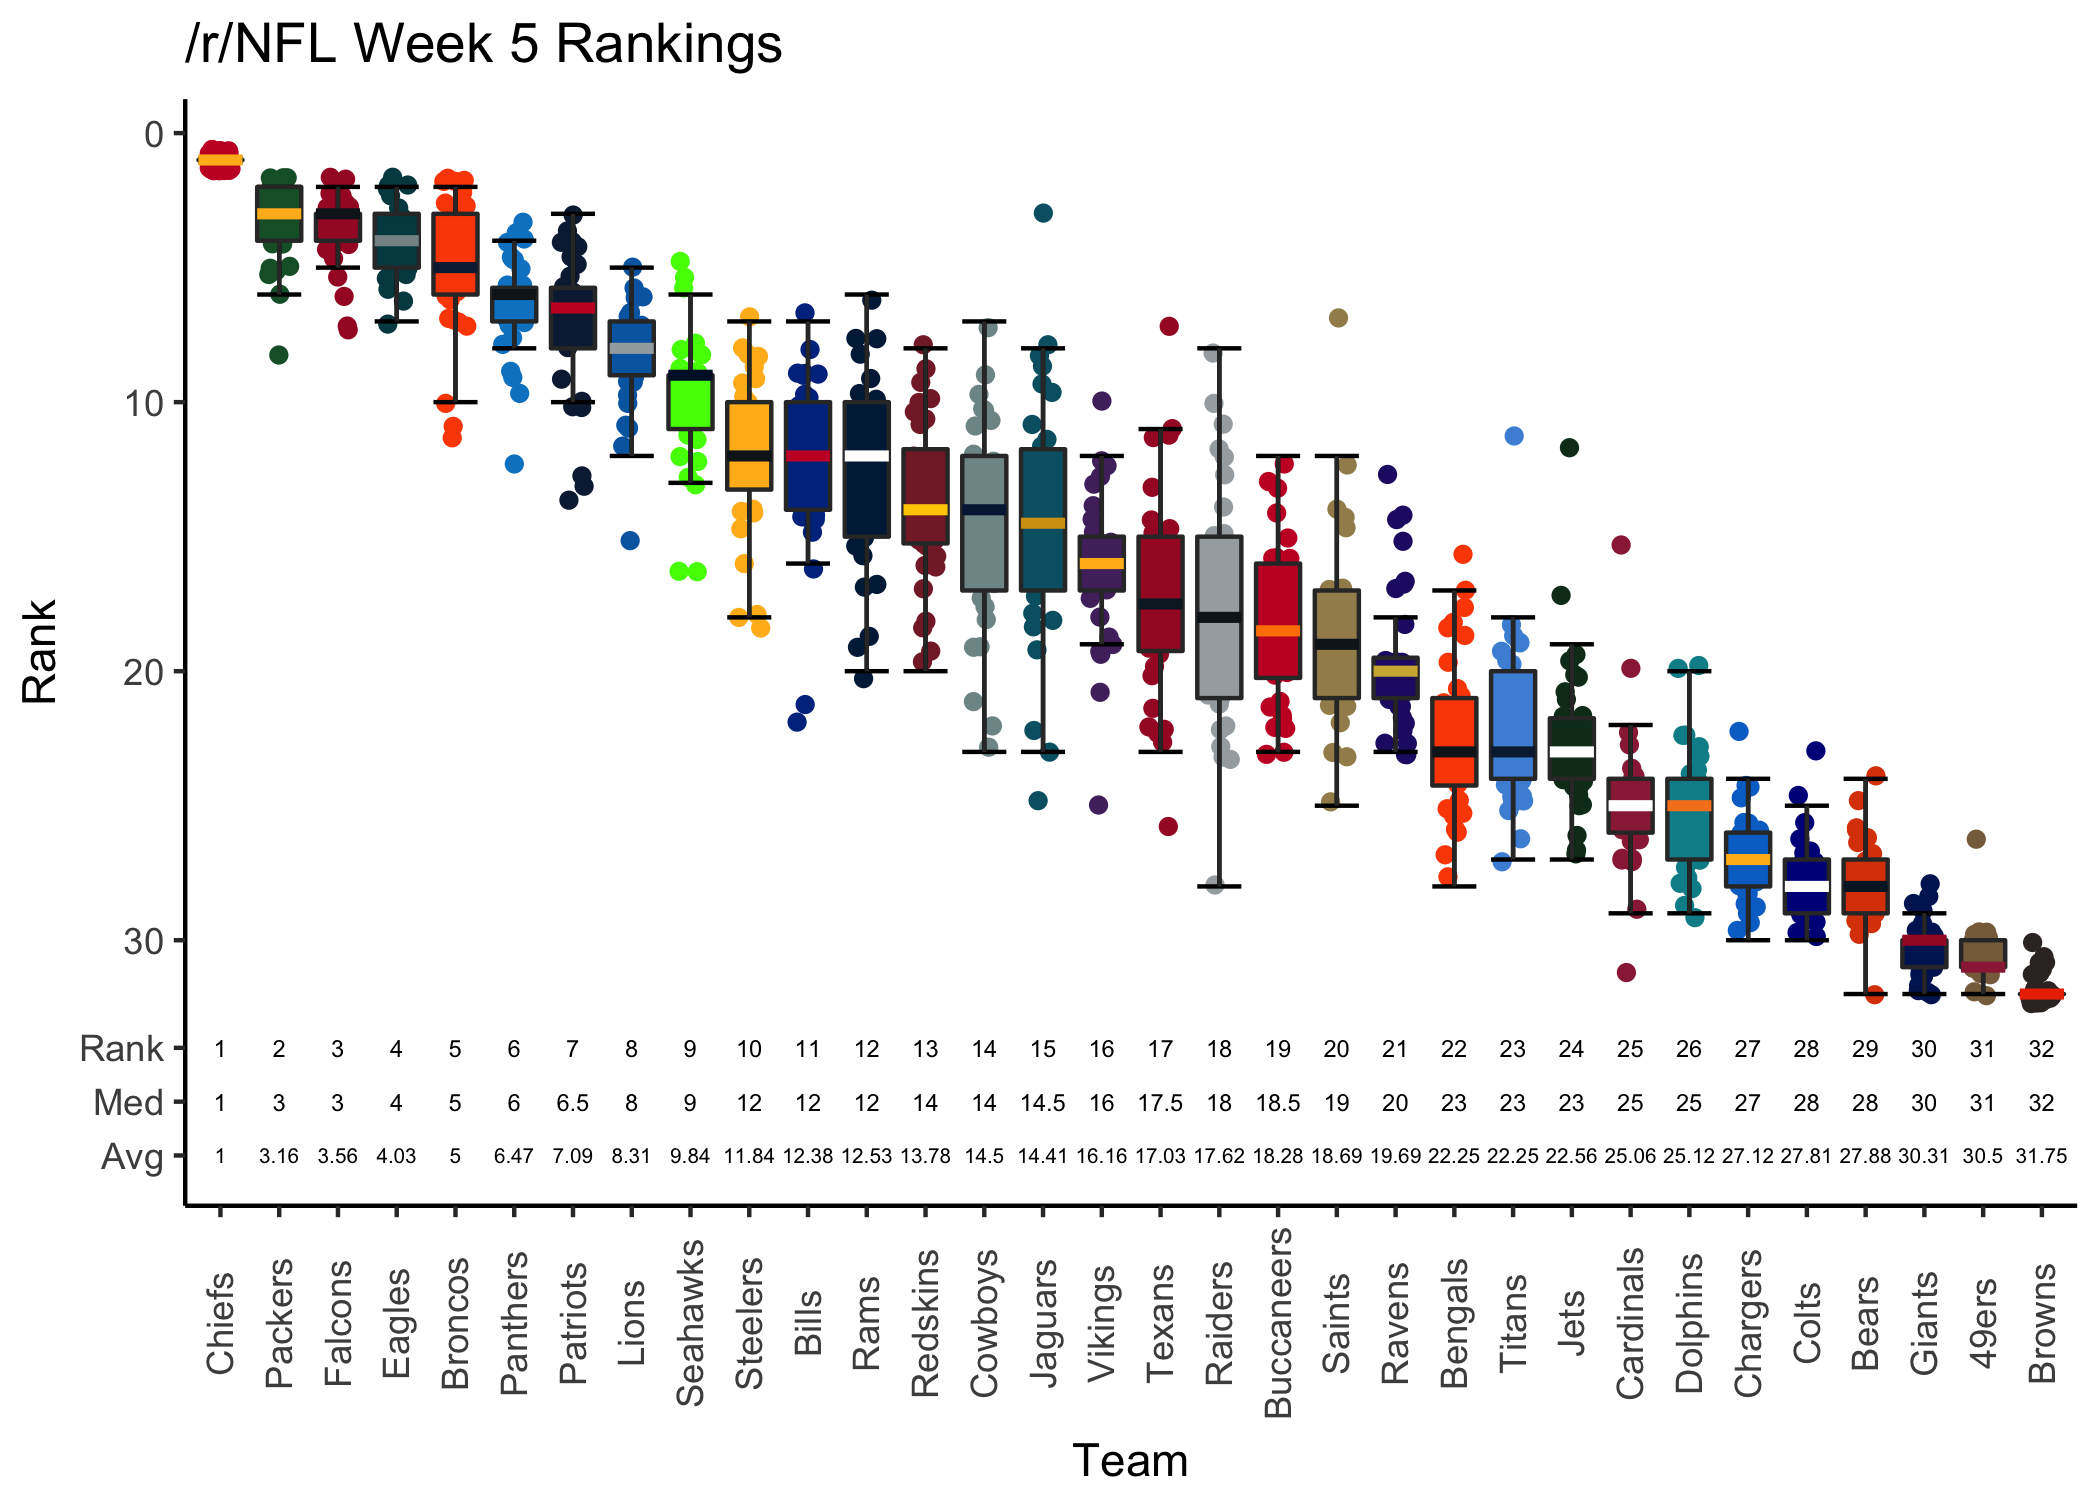 /r/NFL Week 5 Rankings
Rank
0
10
20
30
Rank 1 2 3 4 5 6 7 8 9 10 11 12 13 14 15 16 17 18 19 20 21 22 23 24 25 26 27 28 29 30 31 32
Med 1 3 3 4 5 6 6.5 8 9 12 12 12 14 14 14.5 16 17.5 18 18.5 19 20 23 23 23 25 25 27 28 28 30 31 32
Avg 1 3.16 3.56 4.03 5 6.47 7.09 8.31 9.84 11.84 12.38 12.53 13.78 14.5 14.41 16.16 17.03 17.62 18.28 18.69 19.69 22.25 22.25 22.56 25.06 25.12 27.12 27.81 27.88 30.31 30.5 31.75
Chiefs Packers Falcons Eagles Broncos Panthers Patriots Lions Seahawks Steelers Bills Rams Redskins Cowboys Jaguars Vikings Texans Raiders Buccaneers Saints Ravens Bengals Titans Jets Cardinals Dolphins Chargers Colts Bears Giants 49ers Browns
Team